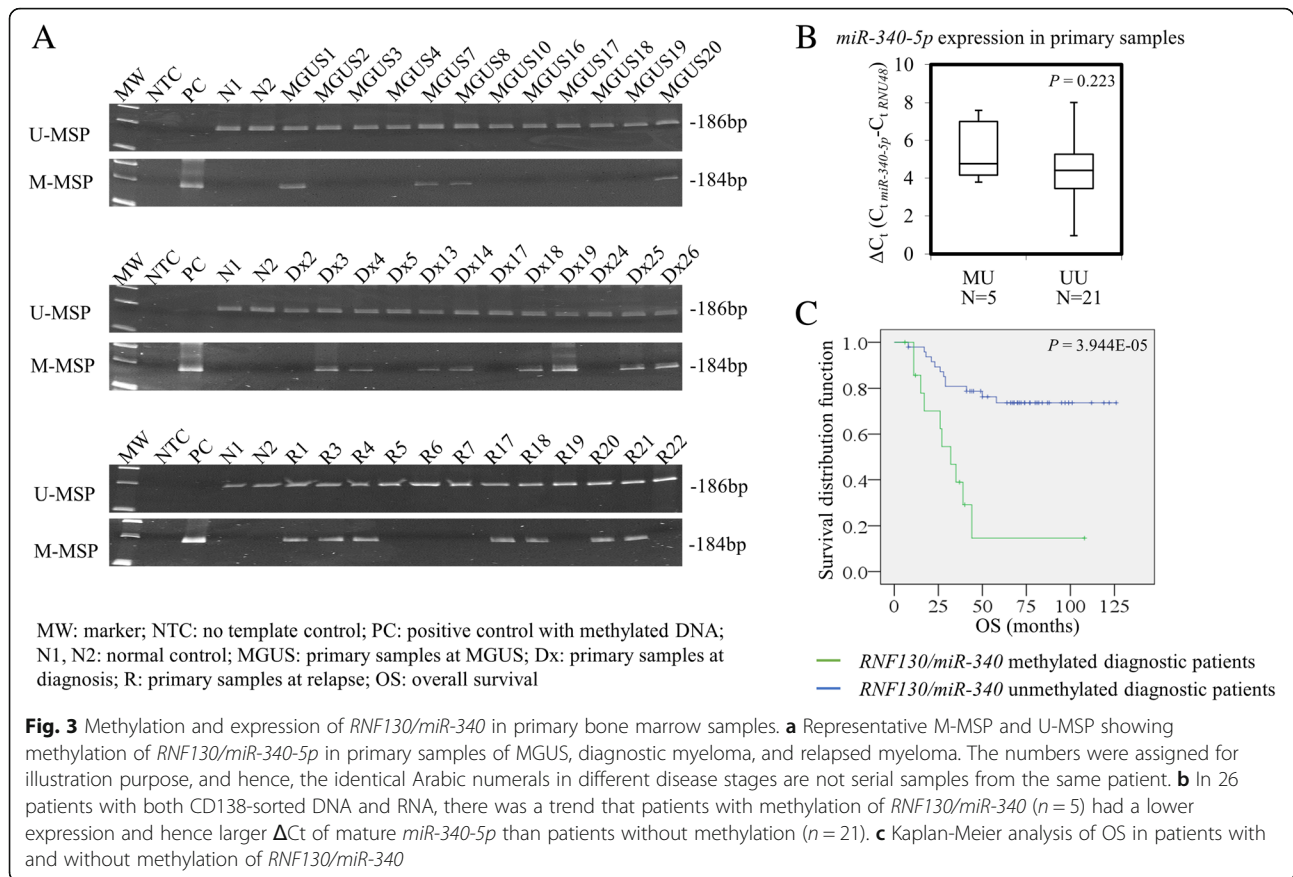 A
MW NTC PC N1 N2 MGUS1 MGUS2 MGUS3 MGUS4 MGUS7 MGUS8 MGUS10 MGUS16 MGUS17 MGUS18 MGUS19 MGUS20
U-MSP -186bp
M-MSP -184bp
MW NTC PC N1 N2 Dx2 Dx3 Dx4 Dx5 Dx13 Dx14 Dx17 Dx18 Dx19 Dx24 Dx25 Dx26
U-MSP -186bp
M-MSP -184bp
MW NTC PC N1 N2 R1 R3 R4 R5 R6 R7 R17 R18 R19 R20 R21 R22
U-MSP -186bp
M-MSP -184bp
MW: marker; NTC: no template control; PC: positive control with methylated DNA;
N1, N2: normal control; MGUS: primary samples at MGUS; Dx: primary samples at
diagnosis; R: primary samples at relapse; OS: overall survival
B miR-340-5p expression in primary samples
P = 0.223
ΔCt (Ct miR-340-5p-Ct RNU48)
10
8
6
4
2
0
MU UU
N=5 N=21
C
P = 3.944E-05
Survival distribution function
1.0
0.8
0.6
0.4
0.2
0.0
0 25 50 75 100 125
OS (months)
RNF130/miR-340 methylated diagnostic patients
RNF130/miR-340 unmethylated diagnostic patients
Fig. 3 Methylation and expression of RNF130/miR-340 in primary bone marrow samples. a Representative M-MSP and U-MSP showing
methylation of RNF130/miR-340-5p in primary samples of MGUS, diagnostic myeloma, and relapsed myeloma. The numbers were assigned for
illustration purpose, and hence, the identical Arabic numerals in different disease stages are not serial samples from the same patient. b In 26
patients with both CD138-sorted DNA and RNA, there was a trend that patients with methylation of RNF130/miR-340 (n = 5) had a lower
expression and hence larger ΔCt of mature miR-340-5p than patients without methylation (n = 21). c Kaplan-Meier analysis of OS in patients with
and without methylation of RNF130/miR-340